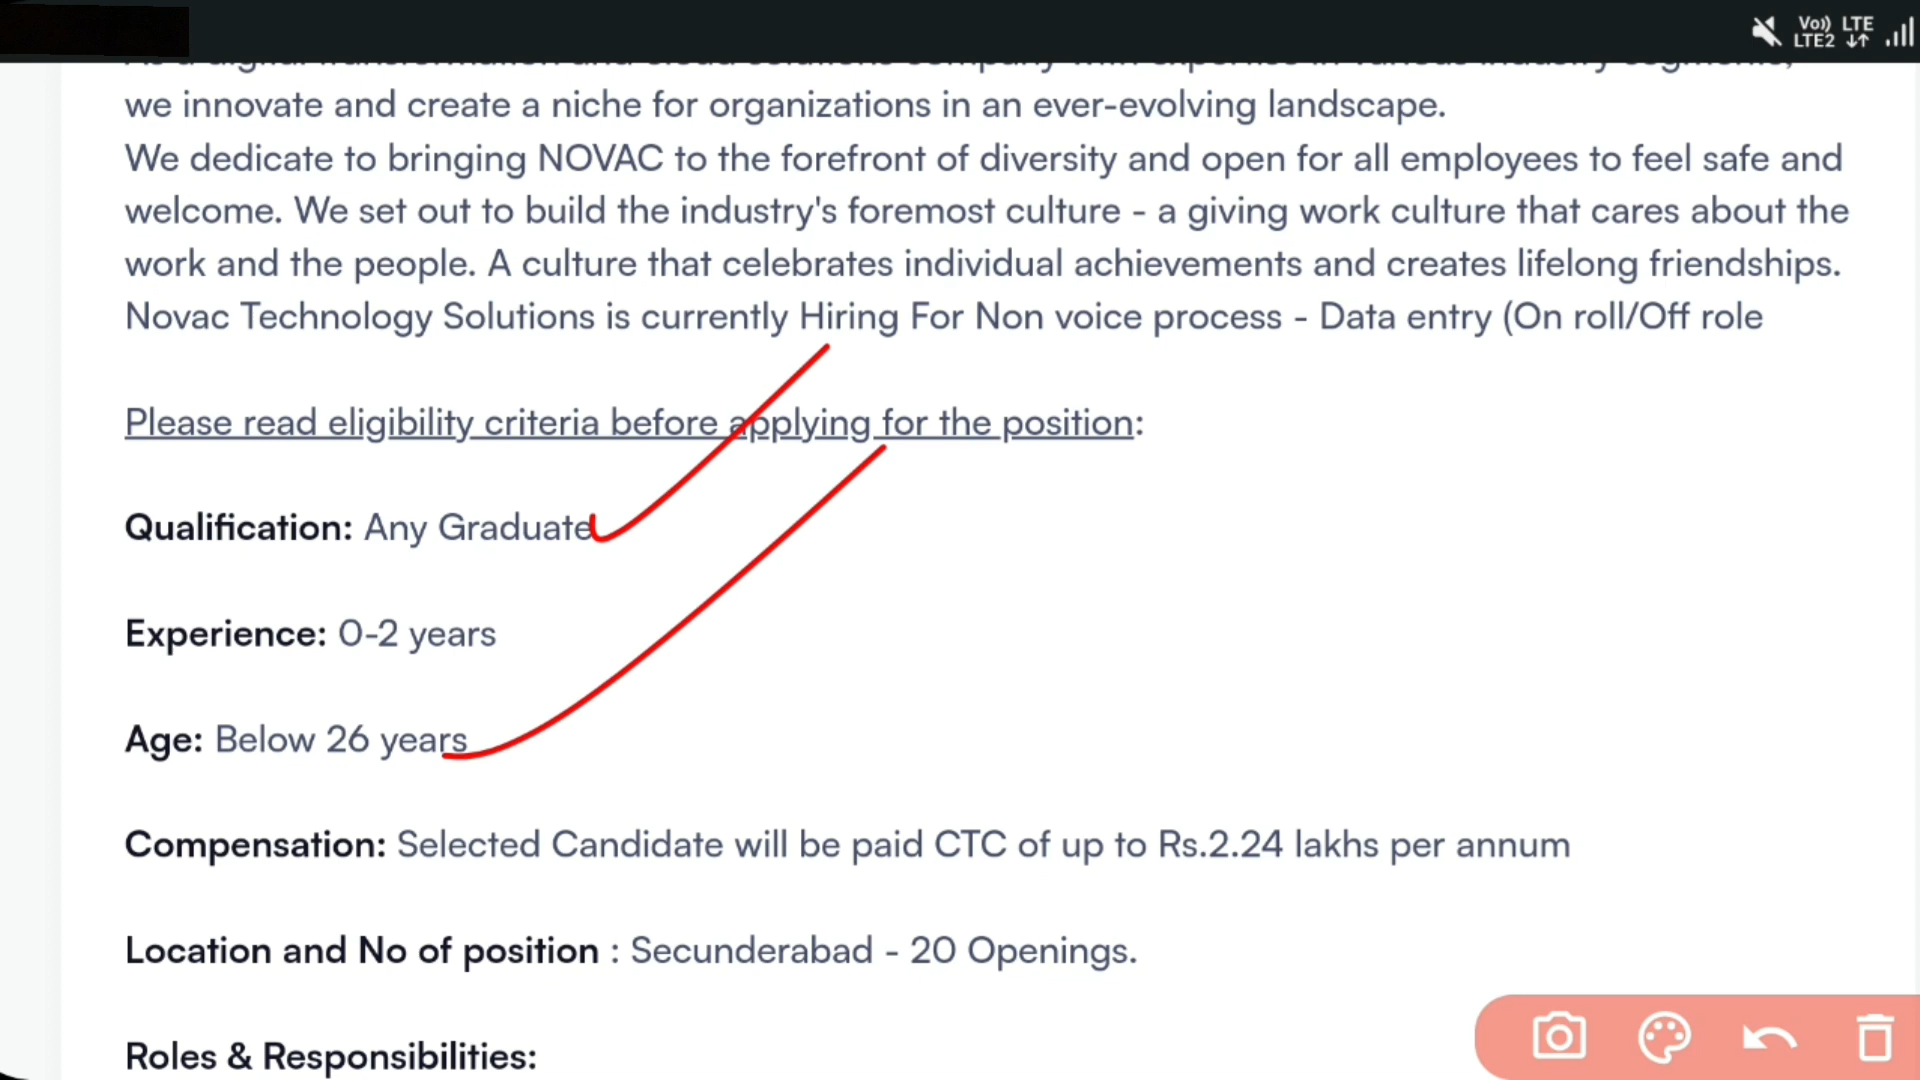 Vo)) LTE
LTE2
we innovate and create a niche for organizations in an ever-evolving landscape.
We dedicate to bringing NOVAC to the forefront of diversity and open for all employees to feel safe and
welcome. We set out to build the industry's foremost culture - a giving work culture that cares about the
work and the people. A culture that celebrates individual achievements and creates lifelong friendships.
Novac Technology Solutions is currently Hiring For Non voice process - Data entry (On roll/Off role
Please read eligibility criteria before applying for the position:
Qualification: Any Graduate
Experience: 0-2 years
Age: Below 26 years
Compensation: Selected Candidate will be paid CTC of up to Rs.2.24 lakhs per annum
Location and No of position : Secunderabad - 20 Openings.
Roles & Responsibilities: